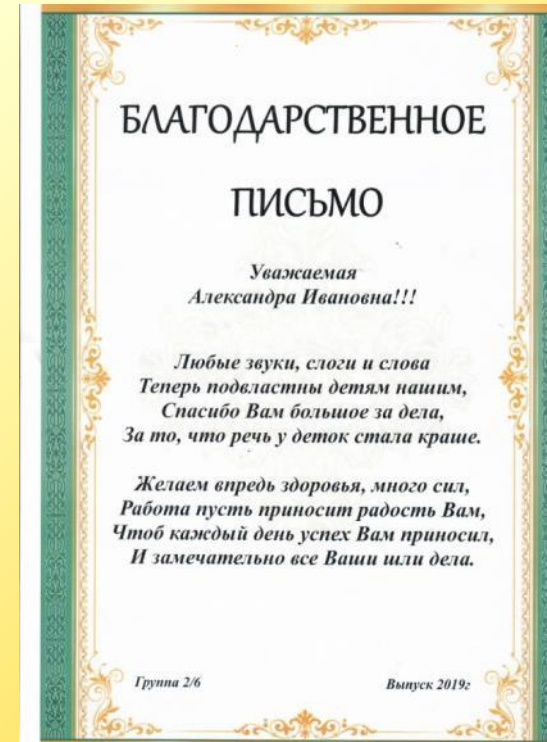 БЛАГОДАРСТВЕННОЕ
ПИСЬМО
Уважаемая
Александра Ивановна!!!
Любые звуки, слоги и слова
Теперь подвластны детям нашим,
Спасибо Вам большое за дела,
За то, что речь у деток стала краше.
Желаем впредь здоровья, много сил,
Работа пусть приносит радость Вам,
Чтоб каждый день успех Вам приносил,
И замечательно все Ваши шли дела.
Группа 2/6 Выпуск 2019г